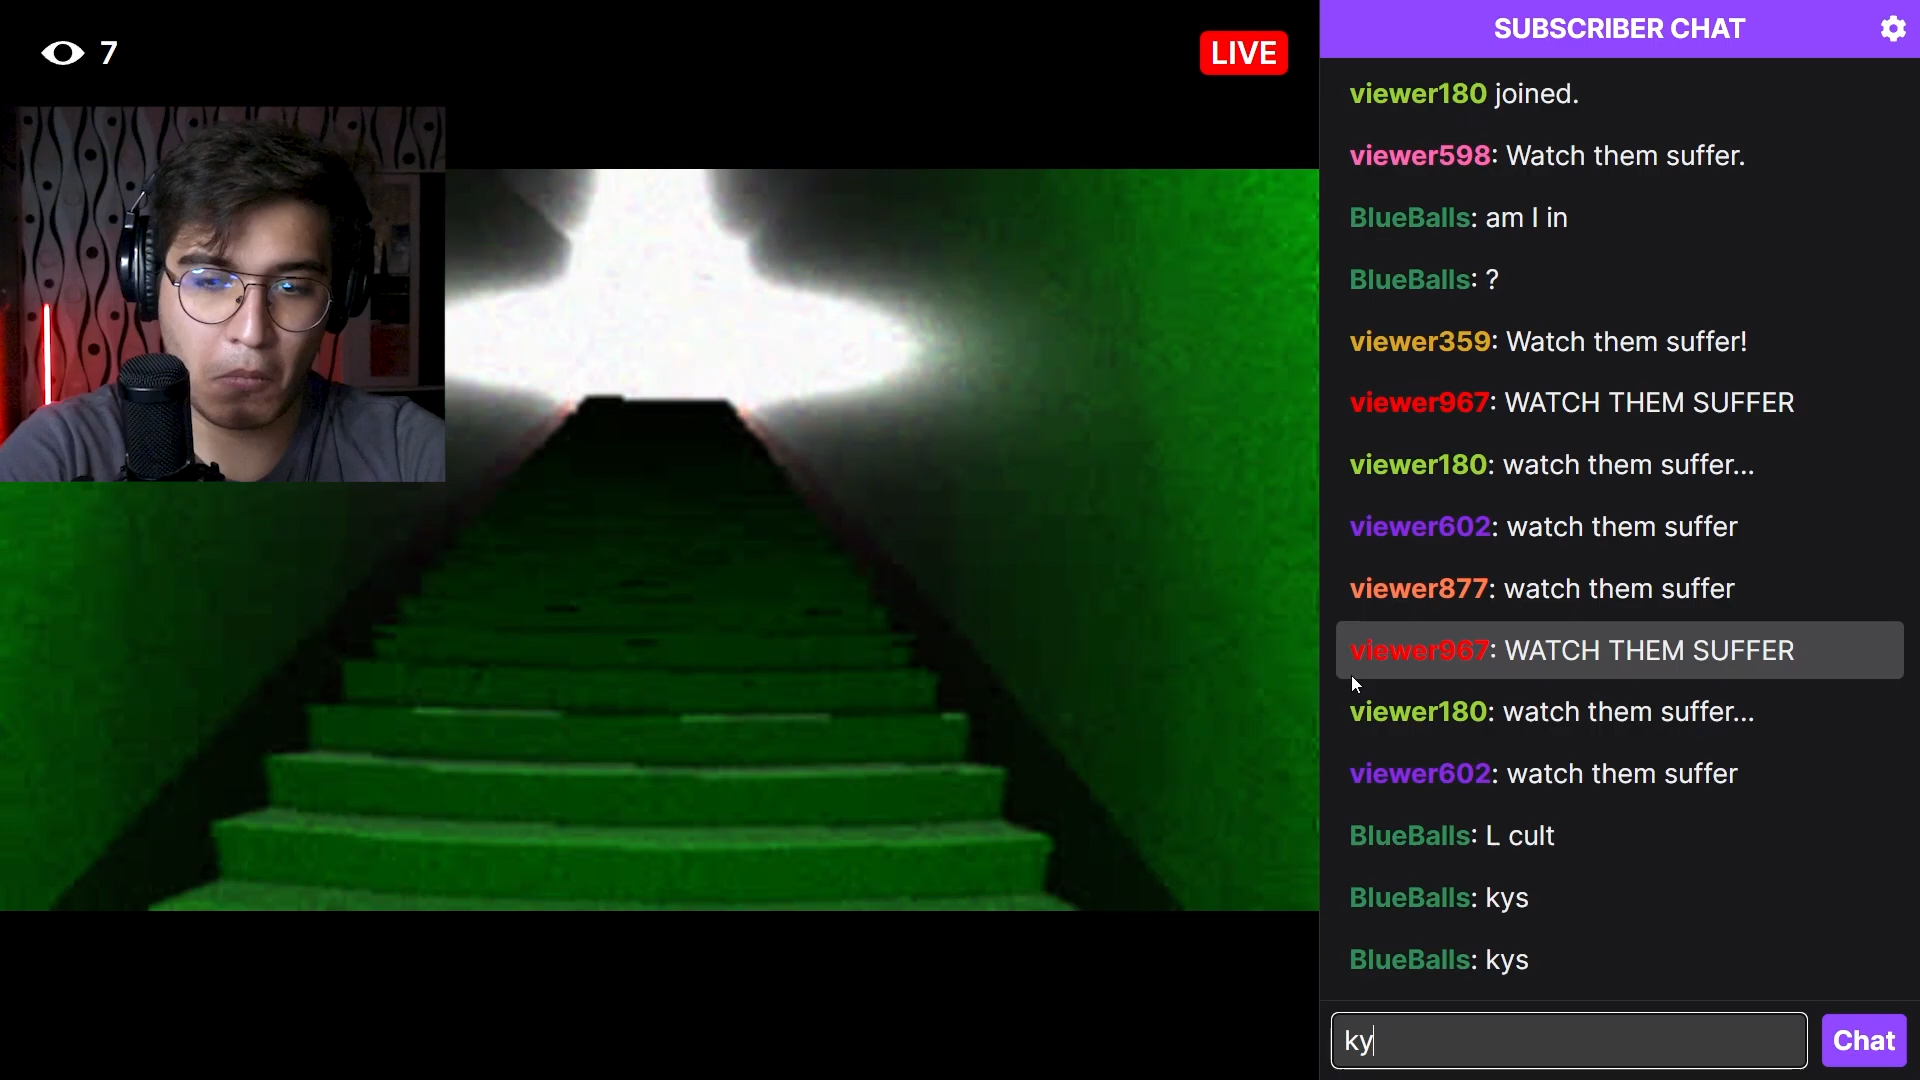 7
LIVE
SUBSCRIBER CHAT
viewer180 joined.
viewer598: Watch them suffer.
BlueBalls: am I in
BlueBalls: ?
viewer359: Watch them suffer!
viewer967: WATCH THEM SUFFER
viewer180: watch them suffer...
viewer602: watch them suffer
viewer877: watch them suffer
viewer967: WATCH THEM SUFFER
viewer180: watch them suffer...
viewer602: watch them suffer
BlueBalls: L cult
BlueBalls: kys
BlueBalls: kys
ky
Chat